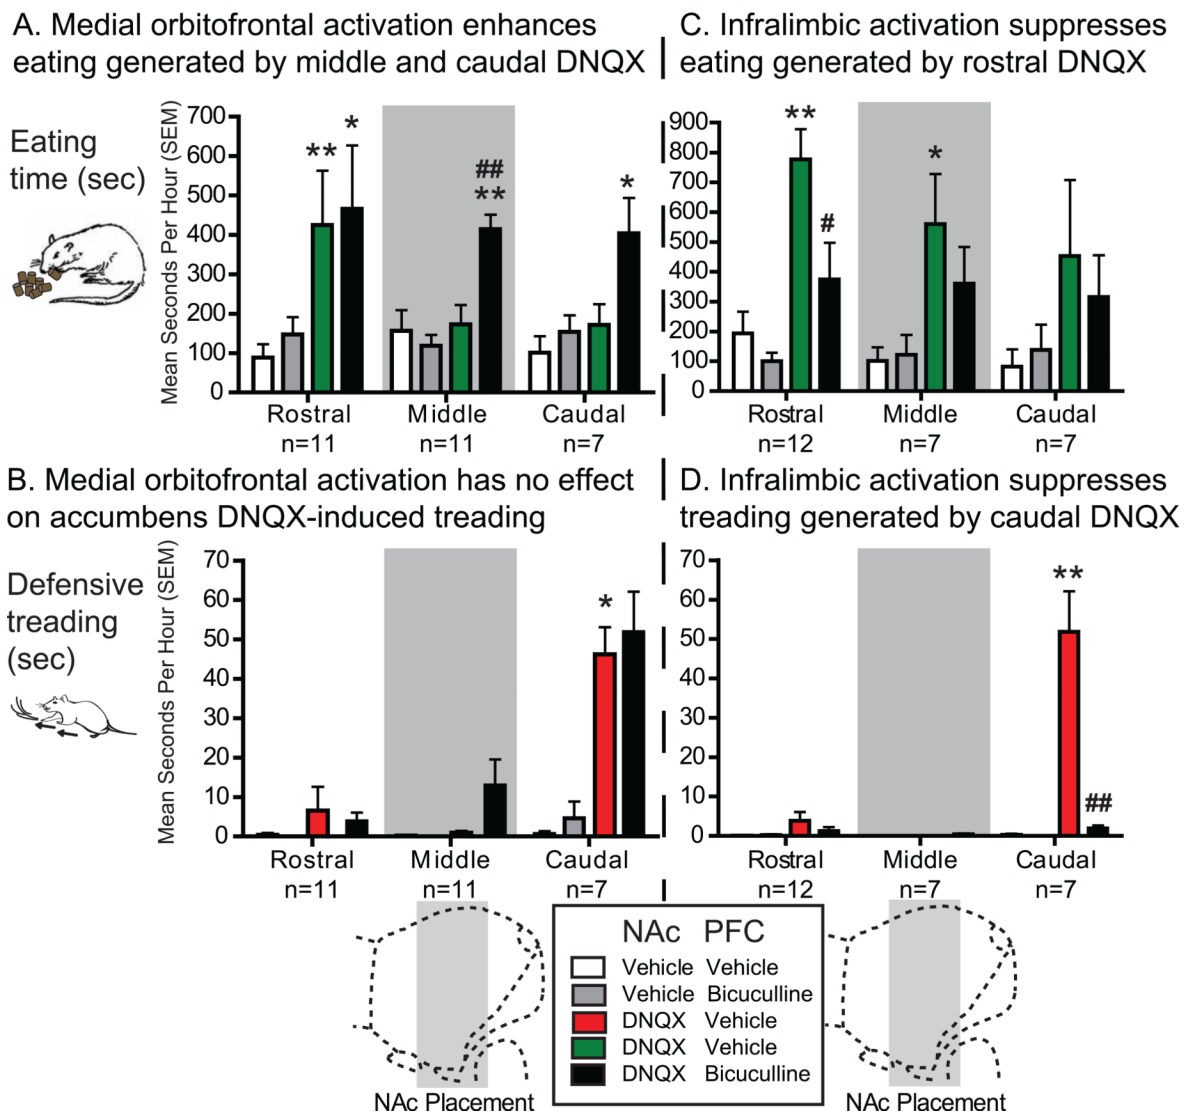 A. Medial orbitofrontal activation enhances
eating generated by middle and caudal DNQX
C. Infralimbic activation suppresses
eating generated by rostral DNQX
Eating
time (sec)
Mean Seconds Per Hour (SEM)
700
600
500
400
300
200
100
0
**
*
##
**
*
Rostral
Middle
Caudal
n=11
n=11
n=7
900
800
700
600
500
400
300
200
100
0
**
#
*
Rostral
Middle
Caudal
n=12
n=7
n=7
B. Medial orbitofrontal activation has no effect
on accumbens DNQX-induced treading
D. Infralimbic activation suppresses
treading generated by caudal DNQX
Defensive
treading
(sec)
Mean Seconds Per Hour (SEM)
70
60
50
40
30
20
10
0
*
Rostral
Middle
Caudal
n=11
n=11
n=7
70
60
50
40
30
20
10
0
**
##
Rostral
Middle
Caudal
n=12
n=7
n=7
NAc PFC
Vehicle Vehicle
Vehicle Bicuculline
DNQX Vehicle
DNQX Vehicle
DNQX Bicuculline
NAc Placement
NAc Placement